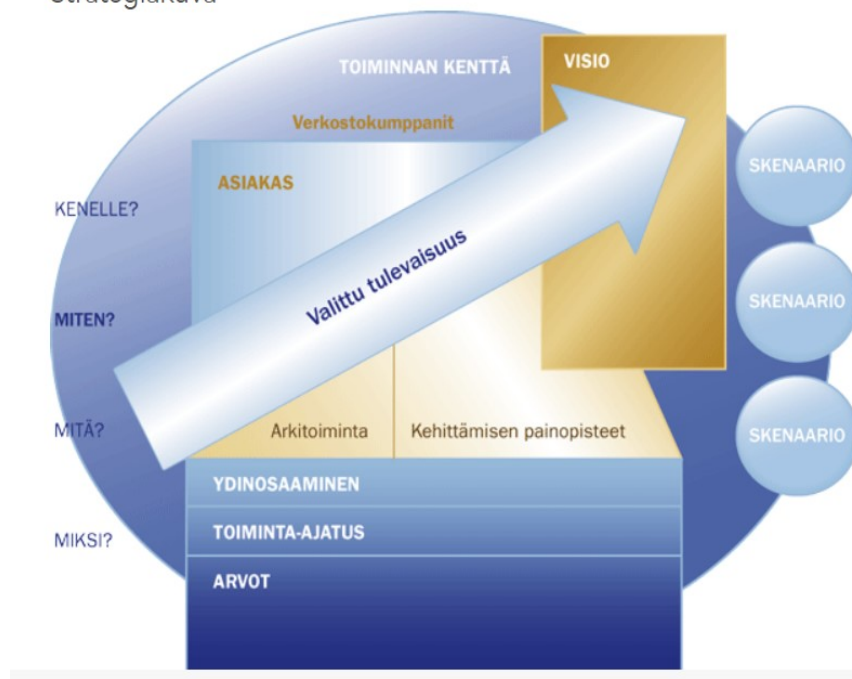 Strategiakuva
TOIMINNAN KENTTÄ
VISIO
Verkostokumppanit
SKENAARIO
ASIAKAS
KENELLE?
Valittu tulevaisuus
SKENAARIO
MITEN?
MITÄ?
Arkitoiminta
Kehittämisen painopisteet
SKENAARIO
YDINOSAAMINEN
TOIMINTA-AJATUS
MIKSI?
ARVOT